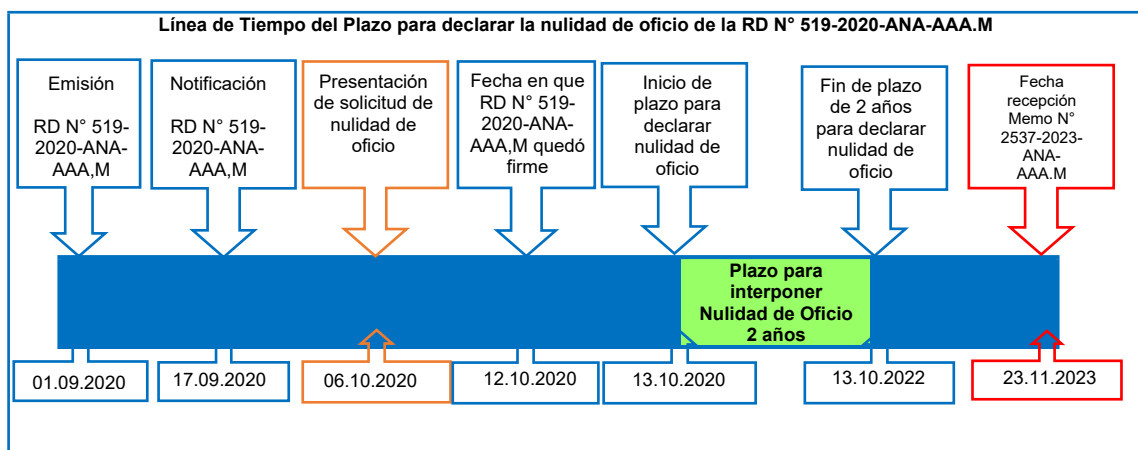 Línea de Tiempo del Plazo para declarar la nulidad de oficio de la RD N° 519-2020-ANA-AAA.M
Emisión
RD N° 519-
2020-ANA-
AAA,M
Notificación
RD N° 519-
2020-ANA-
AAA,M
Presentación
de solicitud de
nulidad de
oficio
Fecha en que
RD N° 519-
2020-ANA-
AAA,M quedó
firme
Inicio de
plazo para
declarar
nulidad de
oficio
Fin de plazo
de 2 años
para declarar
nulidad de
oficio
Fecha
recepción
Memo N°
2537-2023-
ANA-
AAA.M
Plazo para
interponer
Nulidad de Oficio
2 años
01.09.2020
17.09.2020
06.10.2020
12.10.2020
13.10.2020
13.10.2022
23.11.2023